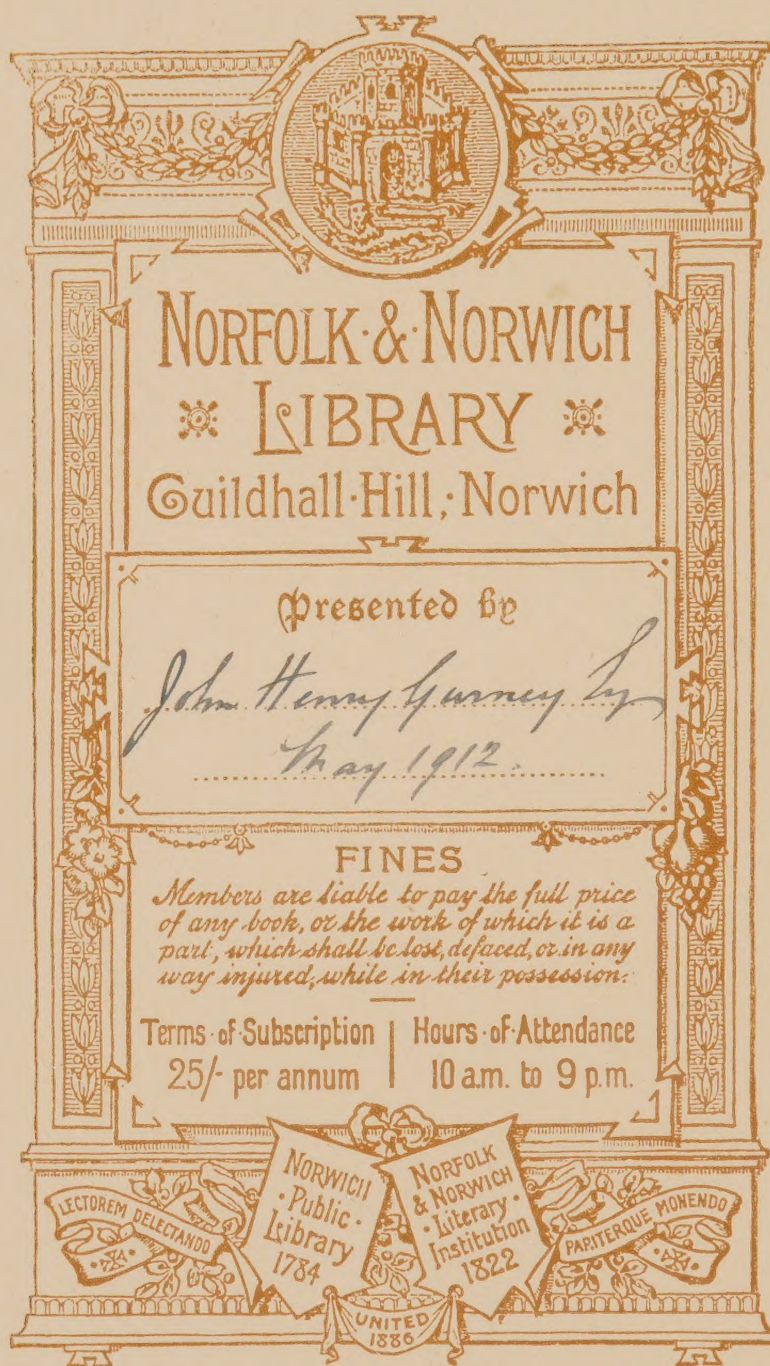 NORFOLK·&·NORWICH
LIBRARY
Guildhall·Hill,·Norwich
Presented by
John Henry Gurney Esq
May 1912.
FINES
Members are liable to pay the full price
of any book, or the work of which it is a
part, which shall be lost, defaced, or in any
way injured, while in their possession.
Terms·of·Subscription
25/- per annum
Hours·of·Attendance
10 a.m. to 9 p.m.
LECTOREM DELECTANDO
NORWICH
·Public·
Library
1784
NORFOLK
& NORWICH
·Literary·
Institution
1822
PARITERQUE MONENDO
UNITED
1886